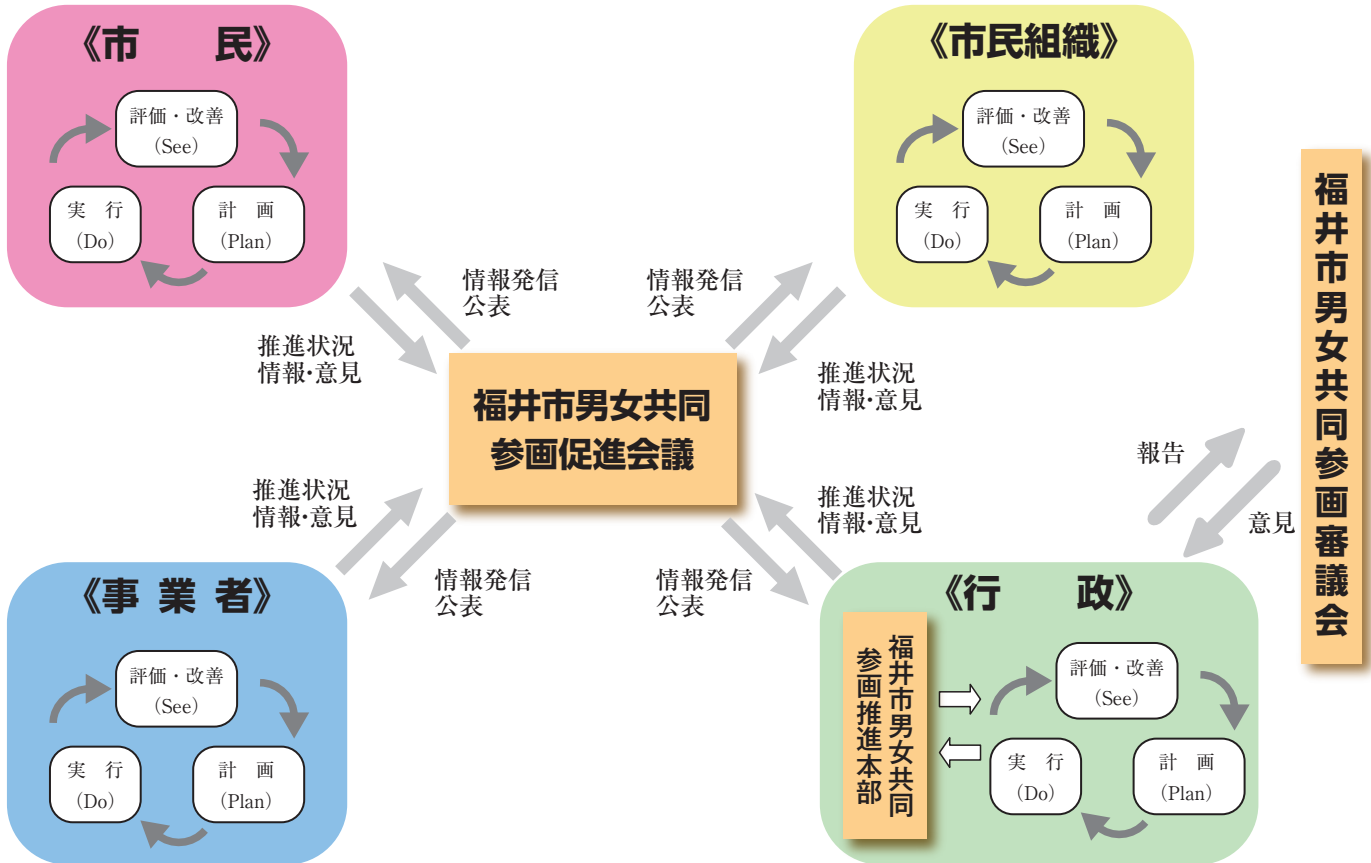 《市　　民》
評価・改善
(See)
実　行
(Do)
計　画
(Plan)
《市民組織》
評価・改善
(See)
実　行
(Do)
計　画
(Plan)
情報発信
公表
推進状況
情報･意見
情報発信
公表
推進状況
情報･意見
福井市男女共同
参画促進会議
推進状況
情報･意見
情報発信
公表
推進状況
情報･意見
情報発信
公表
報告
意見
福井市男女共同参画審議会
《事 業 者》
評価・改善
(See)
実　行
(Do)
計　画
(Plan)
《行　　政》
福井市男女共同
参画推進本部
評価・改善
(See)
実　行
(Do)
計　画
(Plan)